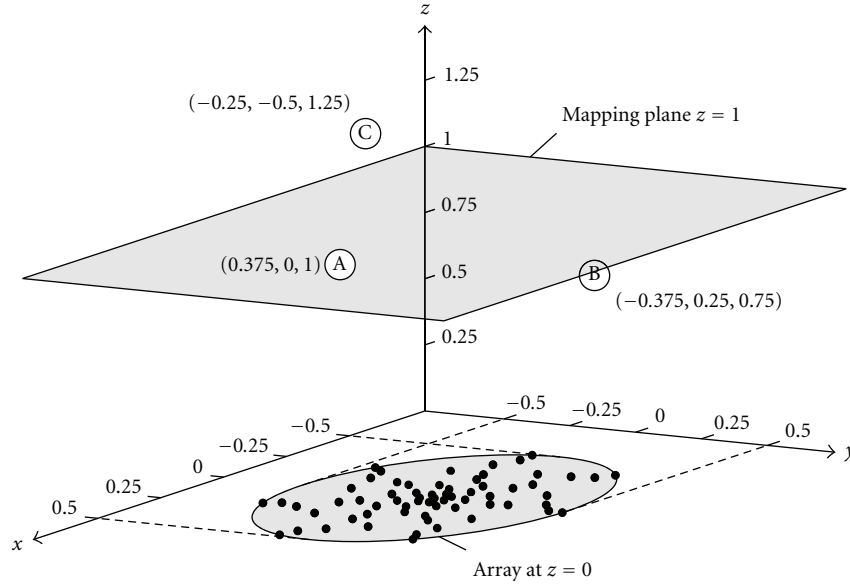 z
1.25
(−0.25, −0.5, 1.25)
Mapping plane z = 1
C
1
0.75
(0.375, 0, 1)
A
0.5
B
(−0.375, 0.25, 0.75)
0.25
−0.5
−0.25
0
0.25
0.5
y
−0.5
−0.25
0
0.25
0.5
x
Array at z = 0